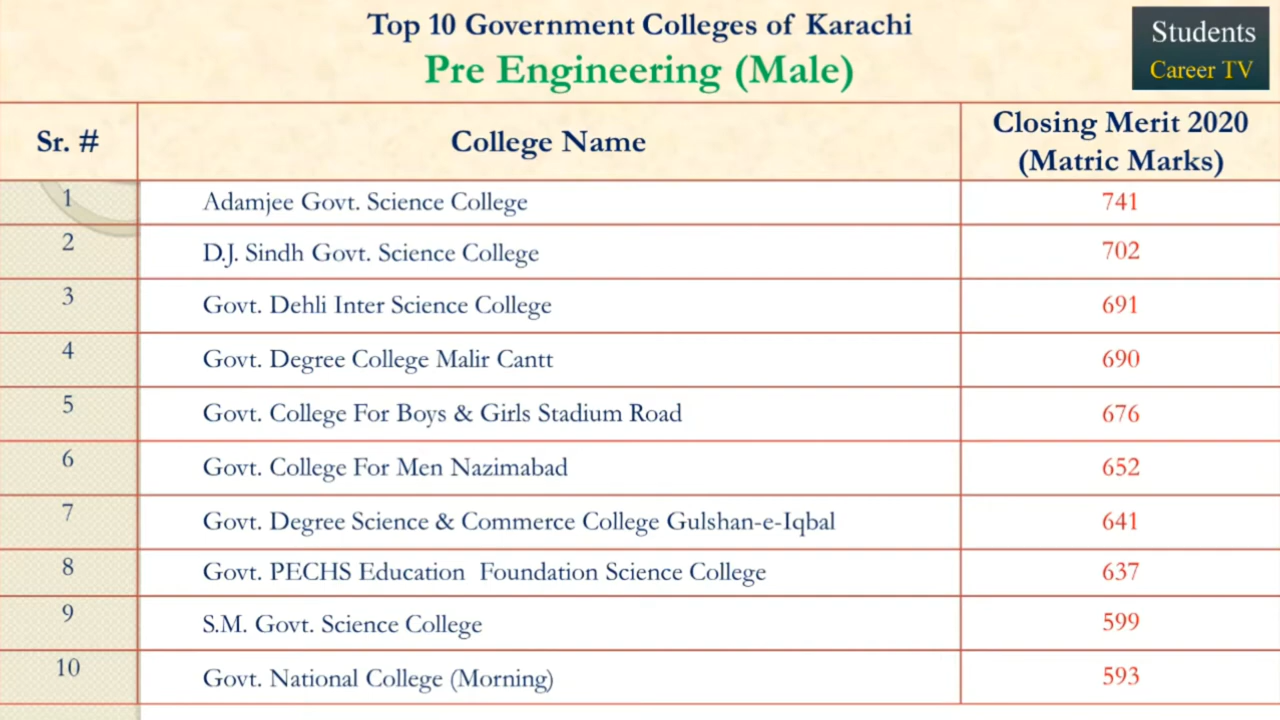 Top 10 Government Colleges of Karachi
Pre Engineering (Male)
Students
Career TV
Sr. # College Name Closing Merit 2020
(Matric Marks)
1 Adamjee Govt. Science College 741
2 D.J. Sindh Govt. Science College 702
3 Govt. Dehli Inter Science College 691
4 Govt. Degree College Malir Cantt 690
5 Govt. College For Boys & Girls Stadium Road 676
6 Govt. College For Men Nazimabad 652
7 Govt. Degree Science & Commerce College Gulshan-e-Iqbal 641
8 Govt. PECHS Education Foundation Science College 637
9 S.M. Govt. Science College 599
10 Govt. National College (Morning) 593